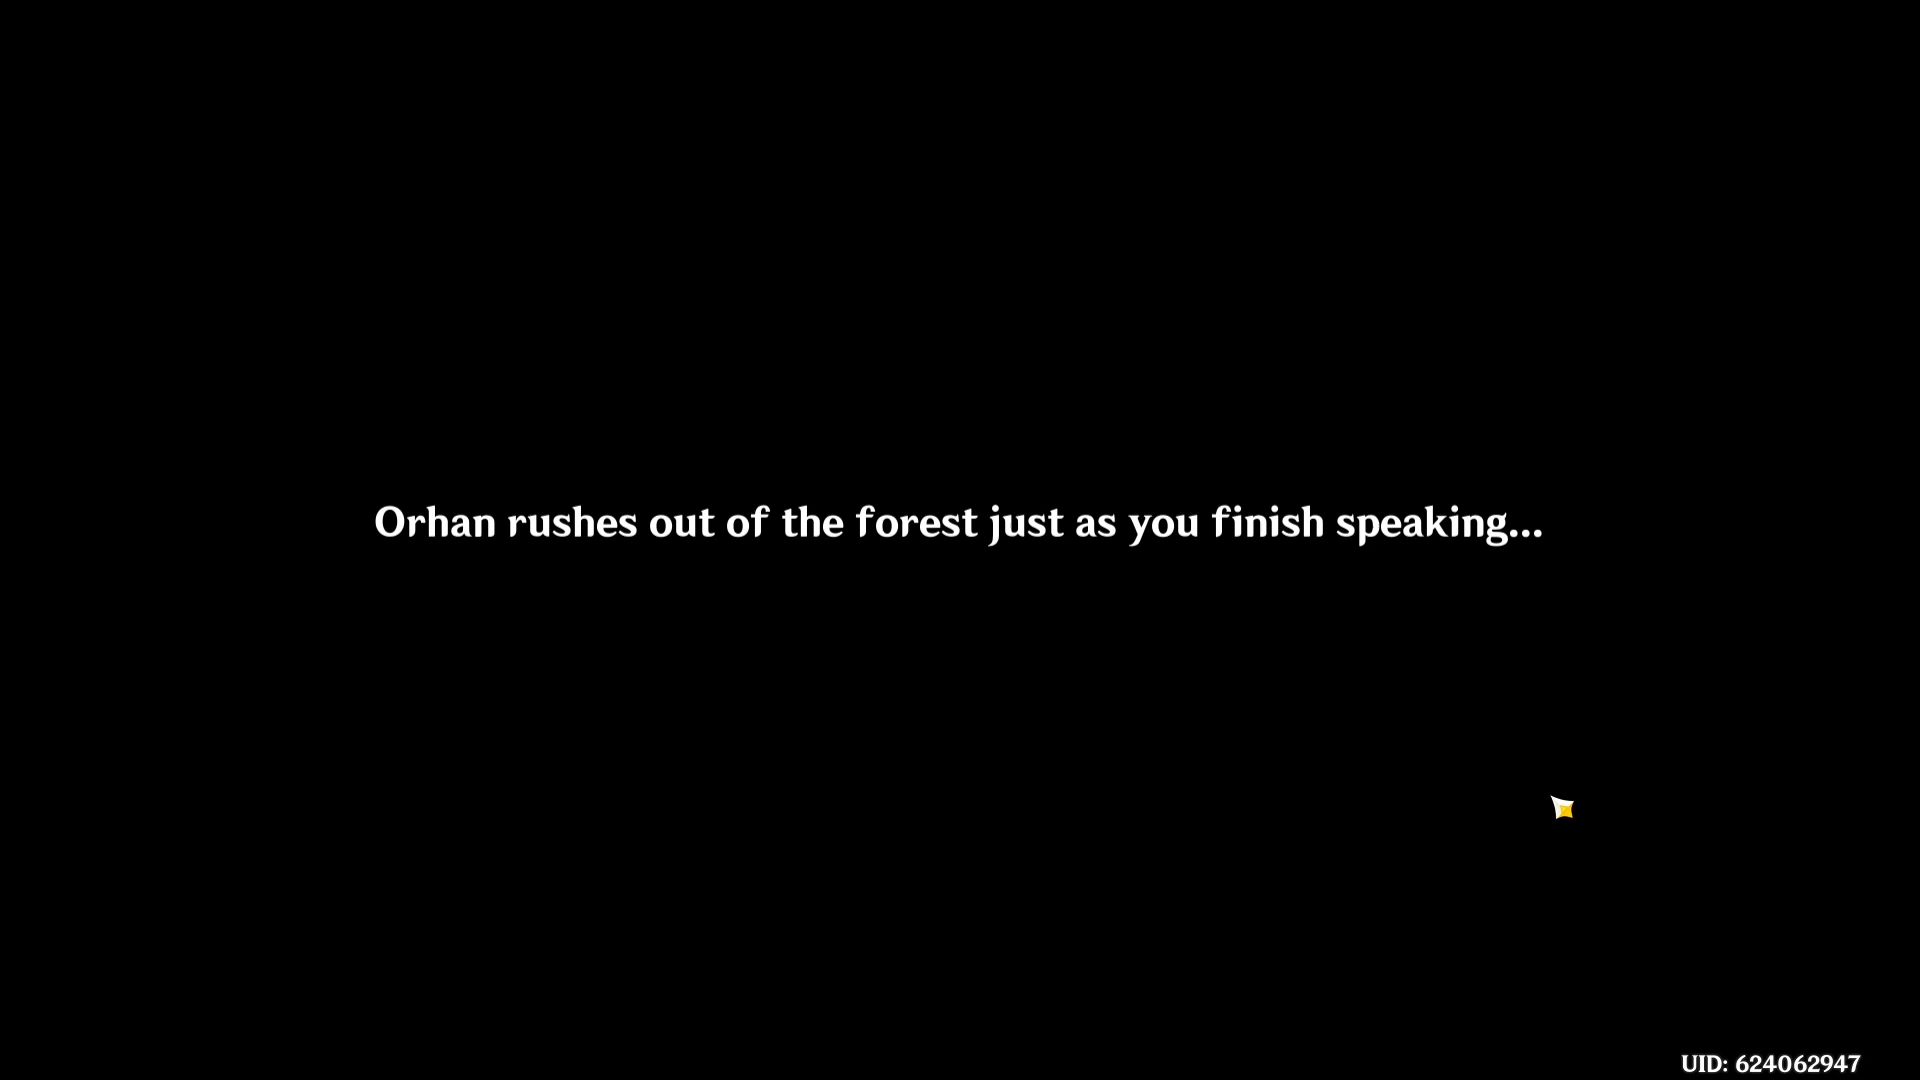 Orhan rushes out of the forest just as you finish speaking...
UID: 624062947